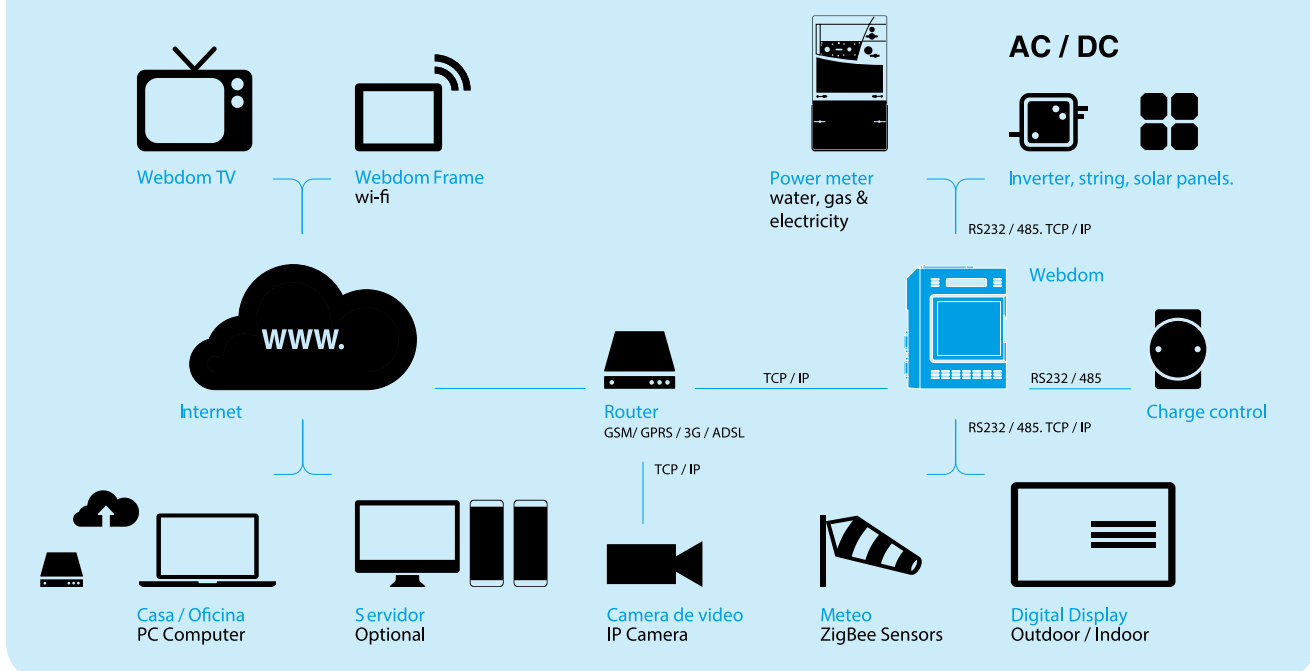 AC / DC
Webdom TV
Webdom Frame
wi-fi
Power meter
water, gas &
electricity
Inverter, string, solar panels.
RS232 / 485. TCP / IP
Webdom
www.
Internet
Router
GSM/ GPRS / 3G / ADSL
TCP / IP
RS232 / 485
Charge control
RS232 / 485. TCP / IP
TCP / IP
Casa / Oficina
PC Computer
Servidor
Optional
Camera de video
IP Camera
Meteo
ZigBee Sensors
Digital Display
Outdoor / Indoor